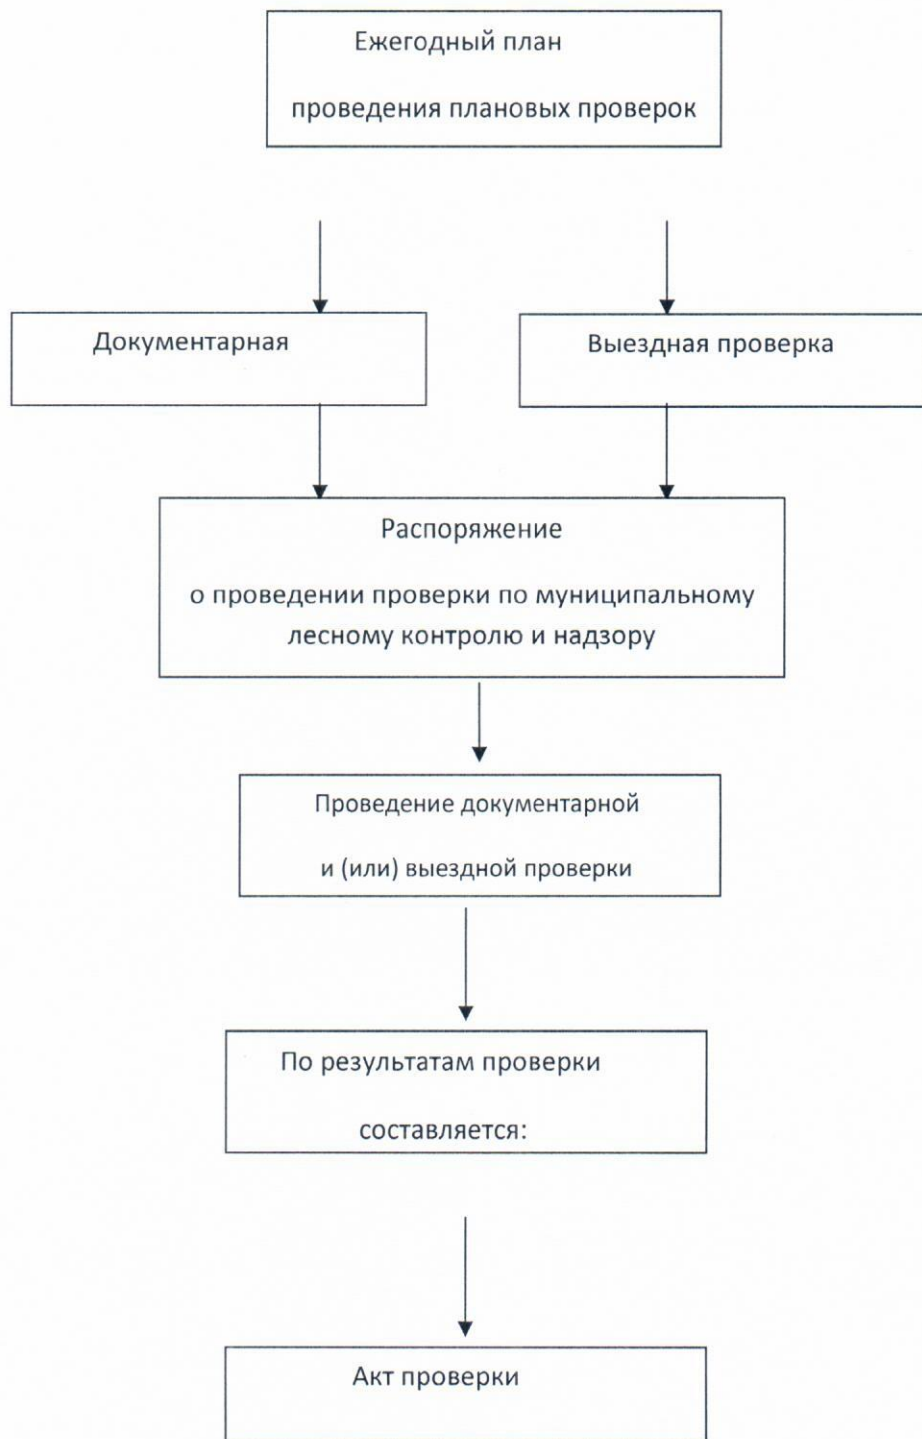 Ежегодный план
проведения плановых проверок
Документарная
Выездная проверка
Распоряжение
о проведении проверки по муниципальному
лесному контролю и надзору
Проведение документарной
и (или) выездной проверки
По результатам проверки
составляется:
Акт проверки